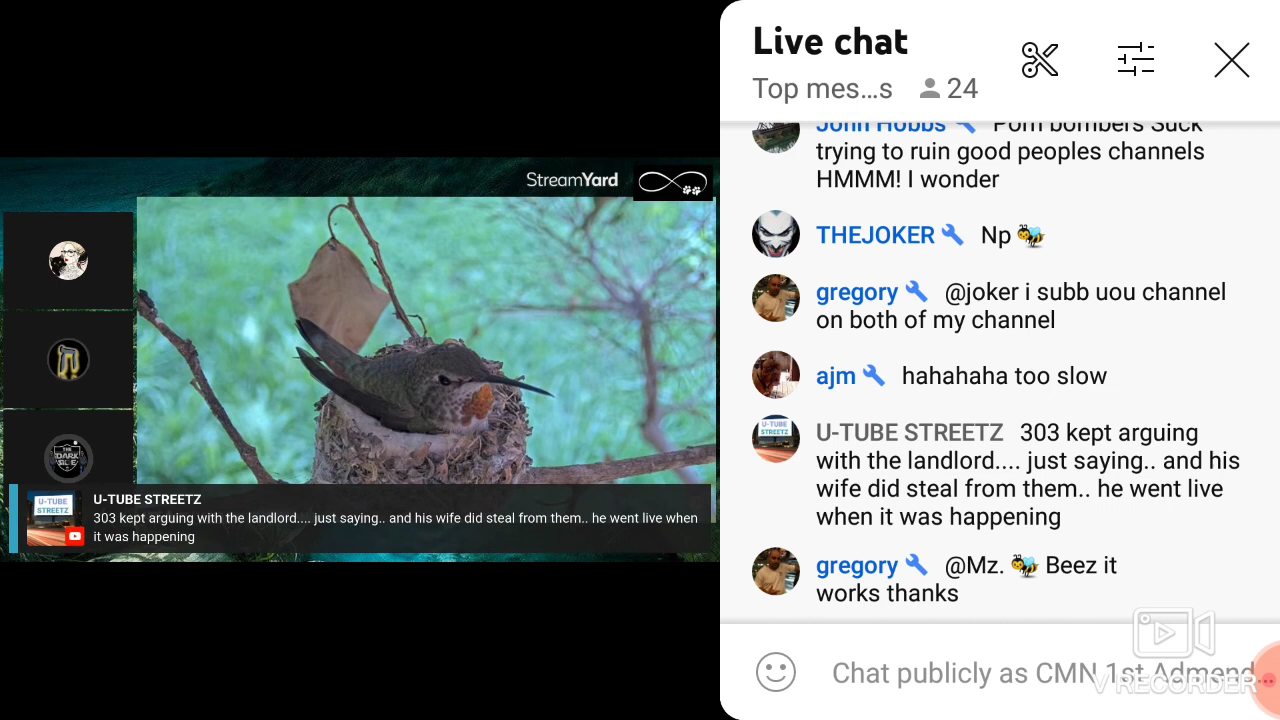 Live chat
Top mes...s 24
John Hobbs Porn bombers Suck
trying to ruin good peoples channels
HMMM! I wonder
THEJOKER Np 🐝
gregory @joker i subb uou channel
on both of my channel
ajm hahahaha too slow
U-TUBE STREETZ 303 kept arguing
with the landlord.... just saying.. and his
wife did steal from them.. he went live
when it was happening
gregory @Mz. 🐝 Beez it
works thanks
Chat publicly as CMN 1st Admend...
V RECORDER
StreamYard
THE
DARK
U-TUBE
STREETZ
U-TUBE STREETZ
303 kept arguing with the landlord.... just saying.. and his wife did steal from them.. he went live when
it was happening